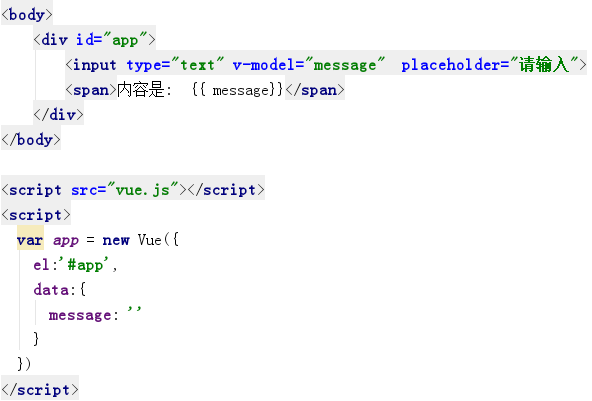 <body>
    <div id="app">
        <input type="text" v-model="message"  placeholder="请输入">
        <span>内容是:  {{ message}}</span>
    </div>
</body>

<script src="vue.js"></script>
<script>
  var app = new Vue({
    el:'#app',
    data:{
      message: ''
    }
  })
</script>